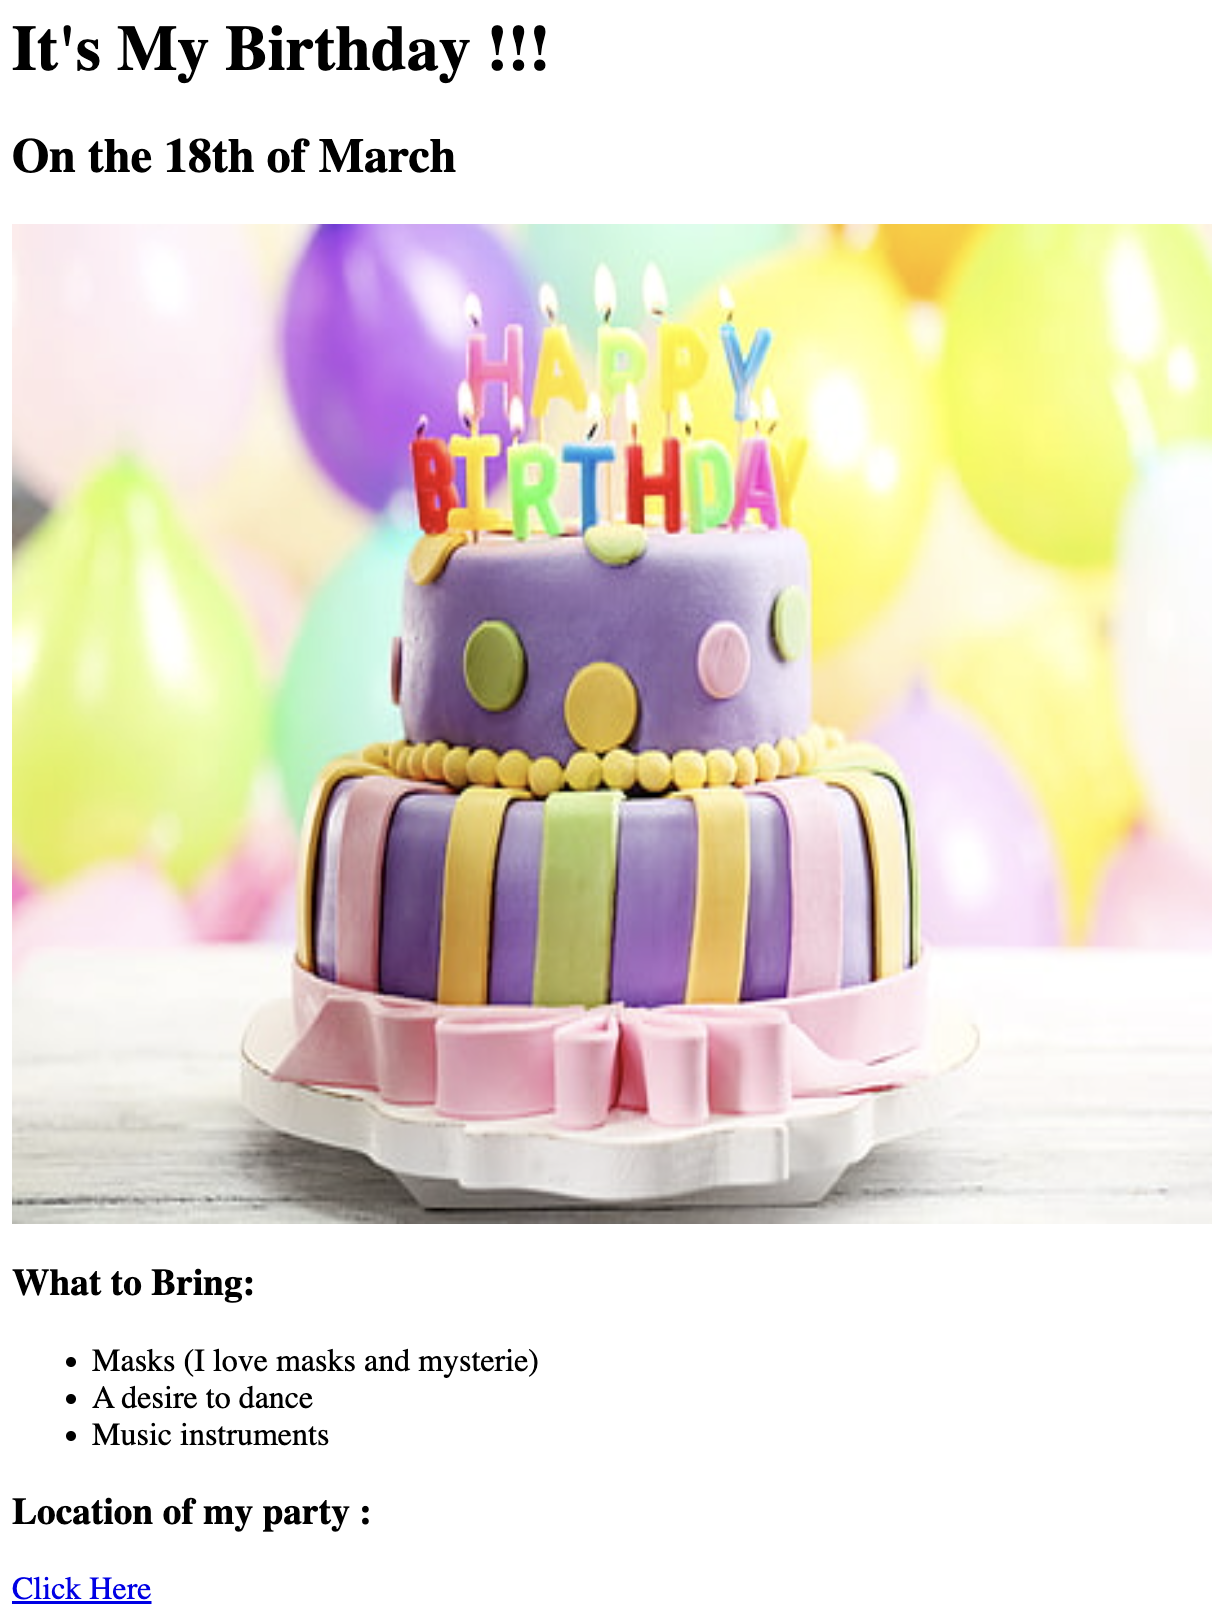 It's My Birthday !!!
On the 18th of March
HAPPY
BIRTHDAY
What to Bring:
Masks (I love masks and mysterie)
A desire to dance
Music instruments
Location of my party :
Click Here